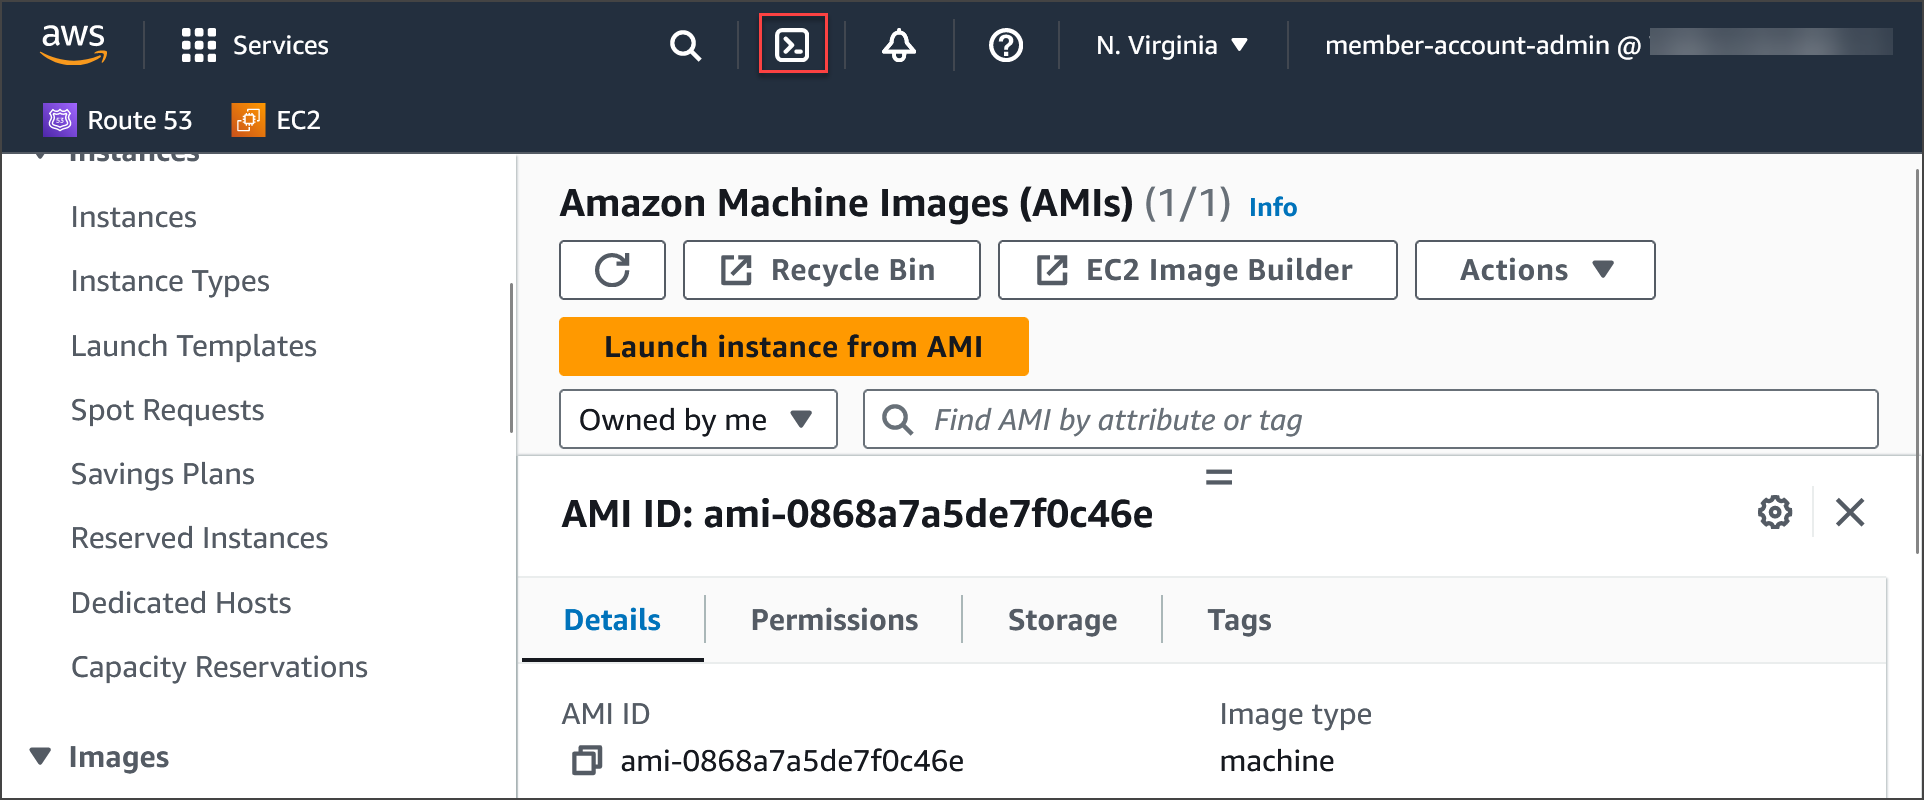 aws
Services
N. Virginia
member-account-admin @
Route 53
EC2
Instances
Instances
Instance Types
Launch Templates
Spot Requests
Savings Plans
Reserved Instances
Dedicated Hosts
Capacity Reservations
Images
Amazon Machine Images (AMIs) (1/1) Info
Recycle Bin
EC2 Image Builder
Actions
Launch instance from AMI
Owned by me
Find AMI by attribute or tag
AMI ID: ami-0868a7a5de7f0c46e
Details
Permissions
Storage
Tags
AMI ID
ami-0868a7a5de7f0c46e
Image type
machine